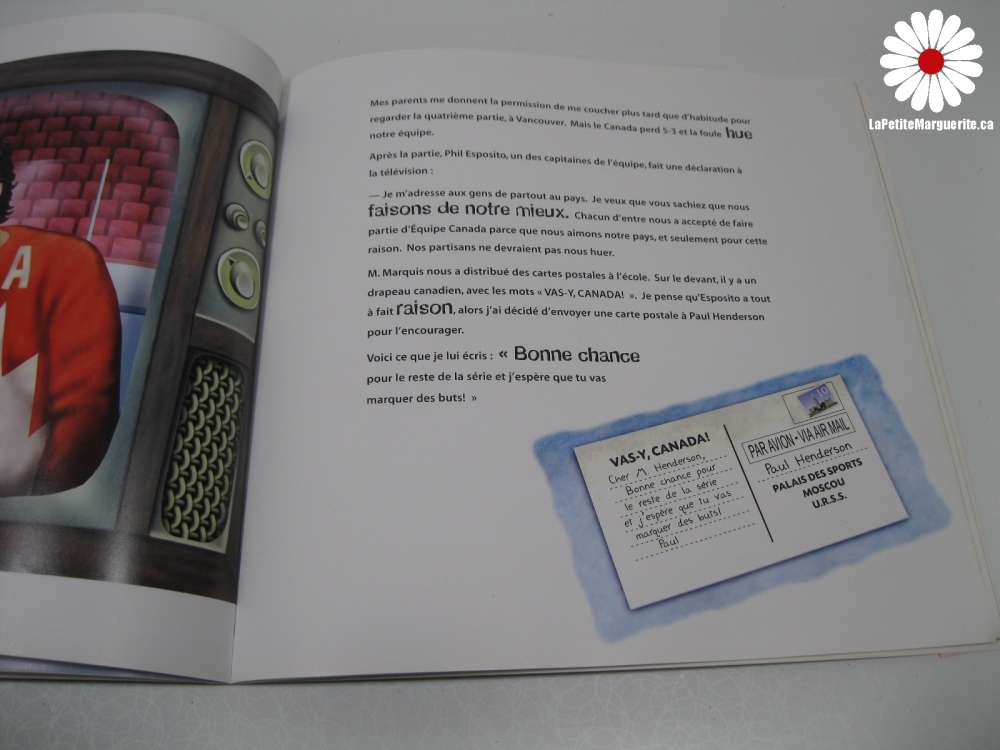 LaPetiteMarguerite.ca
A
Mes parents me donnent la permission de me coucher plus tard que d'habitude pour
regarder la quatrième partie, à Vancouver. Mais le Canada perd 5-3 et la foule hue
notre équipe.
Après la partie, Phil Esposito, un des capitaines de l'équipe, fait une déclaration à
la télévision :
— Je m'adresse aux gens de partout au pays. Je veux que vous sachiez que nous
faisons de notre mieux. Chacun d'entre nous a accepté de faire
partie d'Équipe Canada parce que nous aimons notre pays, et seulement pour cette
raison. Nos partisans ne devraient pas nous huer.
M. Marquis nous a distribué des cartes postales à l'école. Sur le devant, il y a un
drapeau canadien, avec les mots « VAS-Y, CANADA! ». Je pense qu'Esposito a tout
à fait raison, alors j'ai décidé d'envoyer une carte postale à Paul Henderson
pour l'encourager.
Voici ce que je lui écris : « Bonne chance
pour le reste de la série et j'espère que tu vas
marquer des buts! »
VAS-Y, CANADA!
Cher M. Henderson,
Bonne chance pour
le reste de la série
et j'espère que tu vas
marquer des buts!
Paul
10
PAR AVION - VIA AIR MAIL
Paul Henderson
PALAIS DES SPORTS
MOSCOU
U.R.S.S.